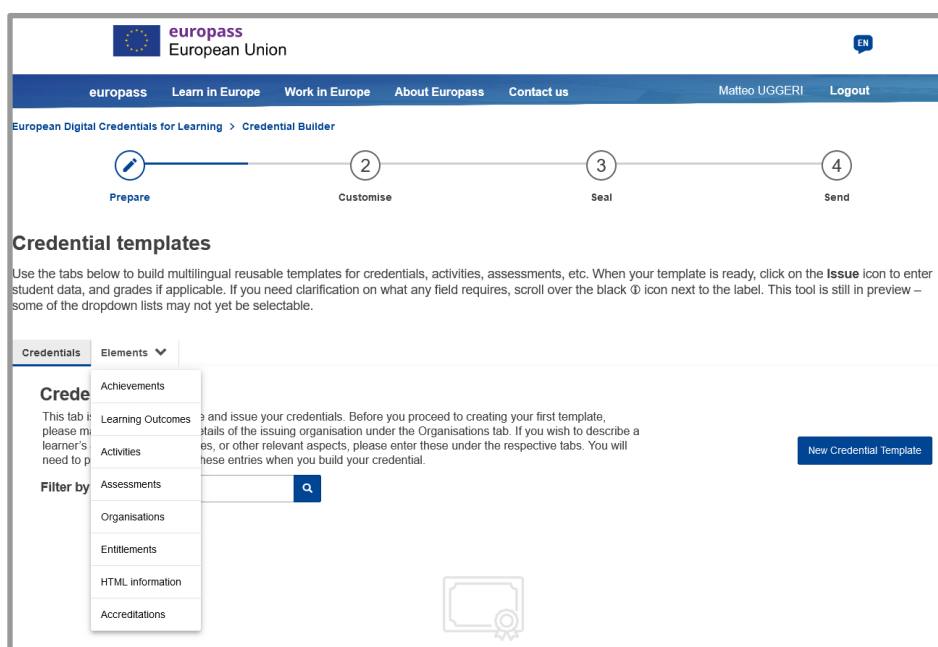 europass
European Union
EN
europass Learn in Europe Work in Europe About Europass Contact us Matteo UGGERI Logout
European Digital Credentials for Learning > Credential Builder
2 3 4
Prepare Customise Seal Send
Credential templates
Use the tabs below to build multilingual reusable templates for credentials, activities, assessments, etc. When your template is ready, click on the Issue icon to enter
student data, and grades if applicable. If you need clarification on what any field requires, scroll over the black ⓘ icon next to the label. This tool is still in preview –
some of the dropdown lists may not yet be selectable.
Credentials Elements
Crede
This tab i e and issue your credentials. Before you proceed to creating your first template,
please m etails of the issuing organisation under the Organisations tab. If you wish to describe a
learner's es, or other relevant aspects, please enter these under the respective tabs. You will
need to p hese entries when you build your credential.
Filter by
Achievements
Learning Outcomes
Activities
Assessments
Organisations
Entitlements
HTML information
Accreditations
New Credential Template